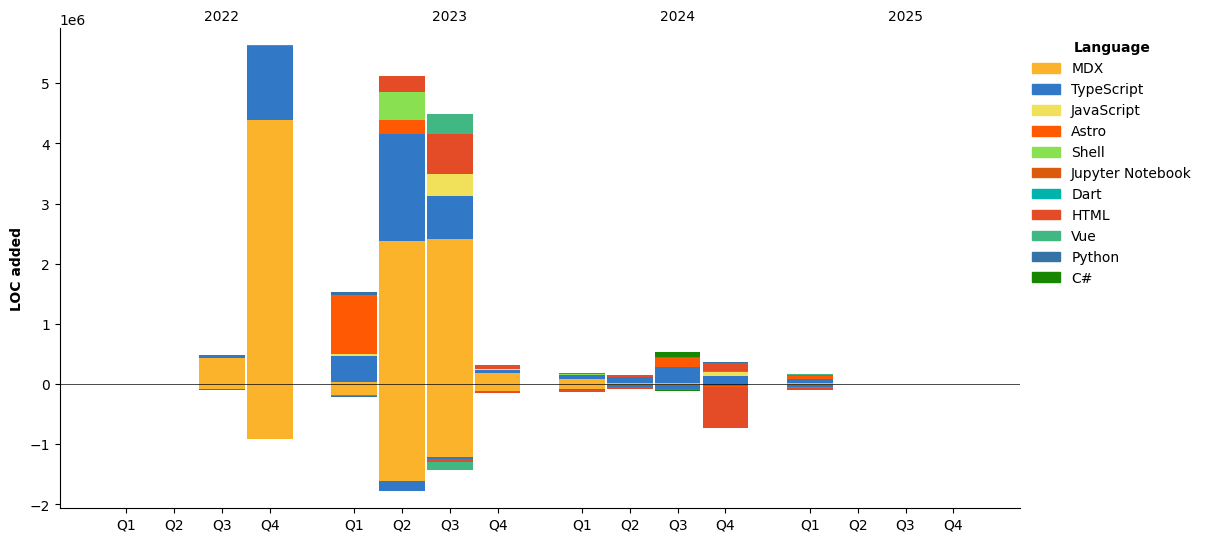 2022 2023 2024 2025
1e6
LOC added
5
4
3
2
1
0
−1
−2
Q1 Q2 Q3 Q4 Q1 Q2 Q3 Q4 Q1 Q2 Q3 Q4 Q1 Q2 Q3 Q4
Language
MDX
TypeScript
JavaScript
Astro
Shell
Jupyter Notebook
Dart
HTML
Vue
Python
C#